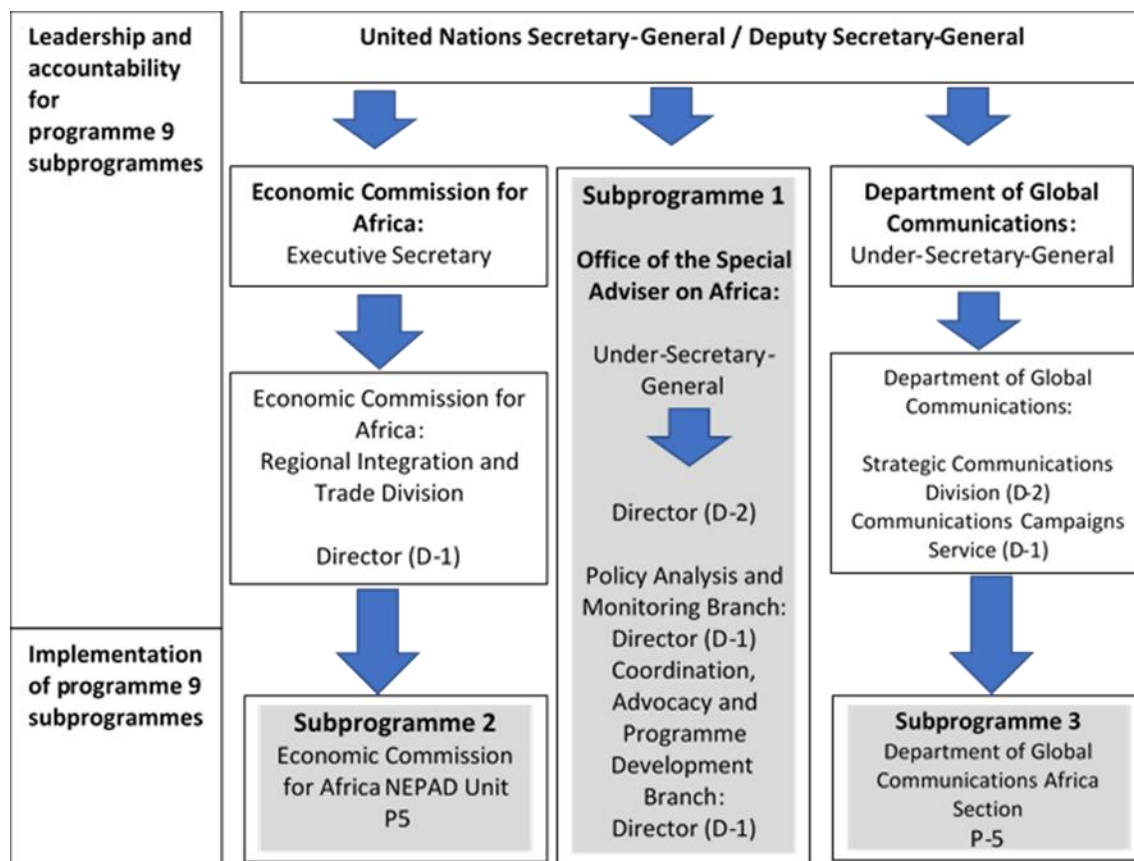 Leadership and
accountability
for
programme 9
subprogrammes
United Nations Secretary-General / Deputy Secretary-General
Economic Commission for
Africa:
Executive Secretary
Economic Commission for
Africa:
Regional Integration and
Trade Division
Director (D-1)
Subprogramme 1
Office of the Special
Adviser on Africa:
Under-Secretary-
General
Director (D-2)
Policy Analysis and
Monitoring Branch:
Director (D-1)
Coordination,
Advocacy and
Programme
Development
Branch:
Director (D-1)
Department of Global
Communications:
Under-Secretary-General
Department of Global
Communications:
Strategic Communications
Division (D-2)
Communications Campaigns
Service (D-1)
Implementation
of programme 9
subprogrammes
Subprogramme 2
Economic Commission
for Africa NEPAD Unit
P5
Subprogramme 3
Department of Global
Communications Africa
Section
P-5